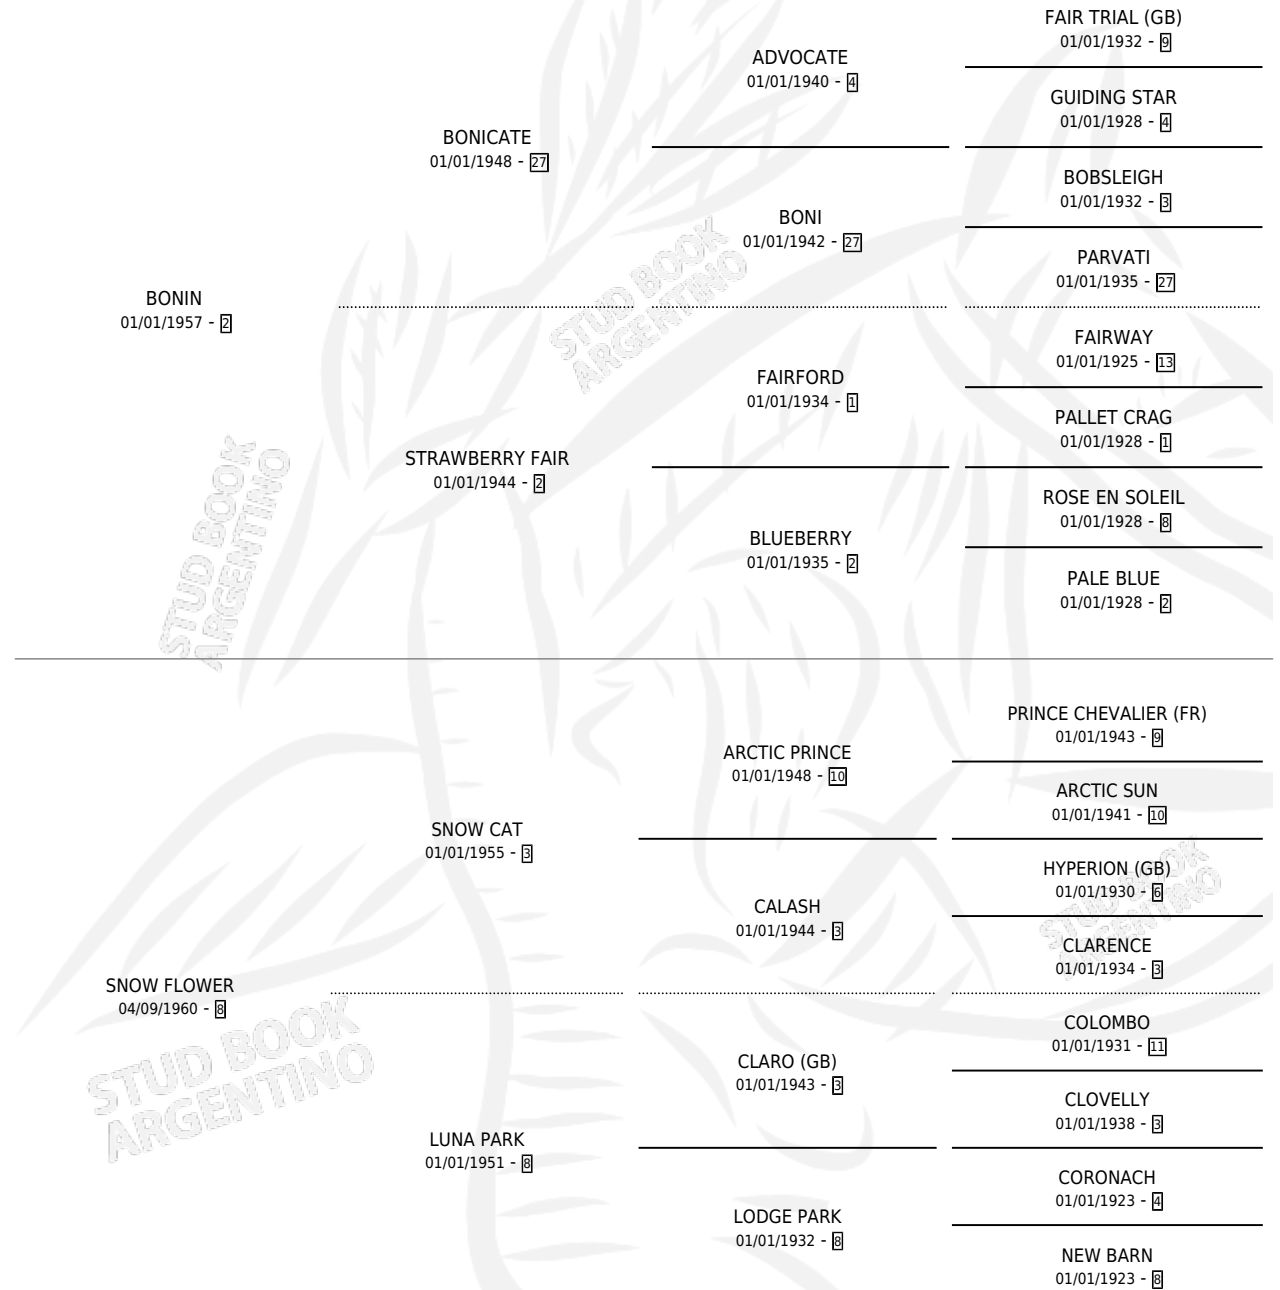 FAIR TRIAL (GB)
01/01/1932 - 9
ADVOCATE
01/01/1940 - 4
GUIDING STAR
01/01/1928 - 4
BONICATE
01/01/1948 - 27
BOBSLEIGH
01/01/1932 - 3
BONI
01/01/1942 - 27
PARVATI
01/01/1935 - 27
BONIN
01/01/1957 - 2
FAIRWAY
01/01/1925 - 13
FAIRFORD
01/01/1934 - 1
PALLET CRAG
01/01/1928 - 1
STRAWBERRY FAIR
01/01/1944 - 2
ROSE EN SOLEIL
01/01/1928 - 8
BLUEBERRY
01/01/1935 - 2
PALE BLUE
01/01/1928 - 2
PRINCE CHEVALIER (FR)
01/01/1943 - 9
ARCTIC PRINCE
01/01/1948 - 10
ARCTIC SUN
01/01/1941 - 10
SNOW CAT
01/01/1955 - 3
HYPERION (GB)
01/01/1930 - 6
CALASH
01/01/1944 - 3
CLARENCE
01/01/1934 - 3
SNOW FLOWER
04/09/1960 - 8
COLOMBO
01/01/1931 - 11
CLARO (GB)
01/01/1943 - 3
CLOVELLY
01/01/1938 - 3
LUNA PARK
01/01/1951 - 8
CORONACH
01/01/1923 - 4
LODGE PARK
01/01/1932 - 8
NEW BARN
01/01/1923 - 8
STUD BOOK
ARGENTINO
STUD BOOK
ARGENTINO
STUD BOOK
ARGENTINO
STUD BOOK
ARGENTINO